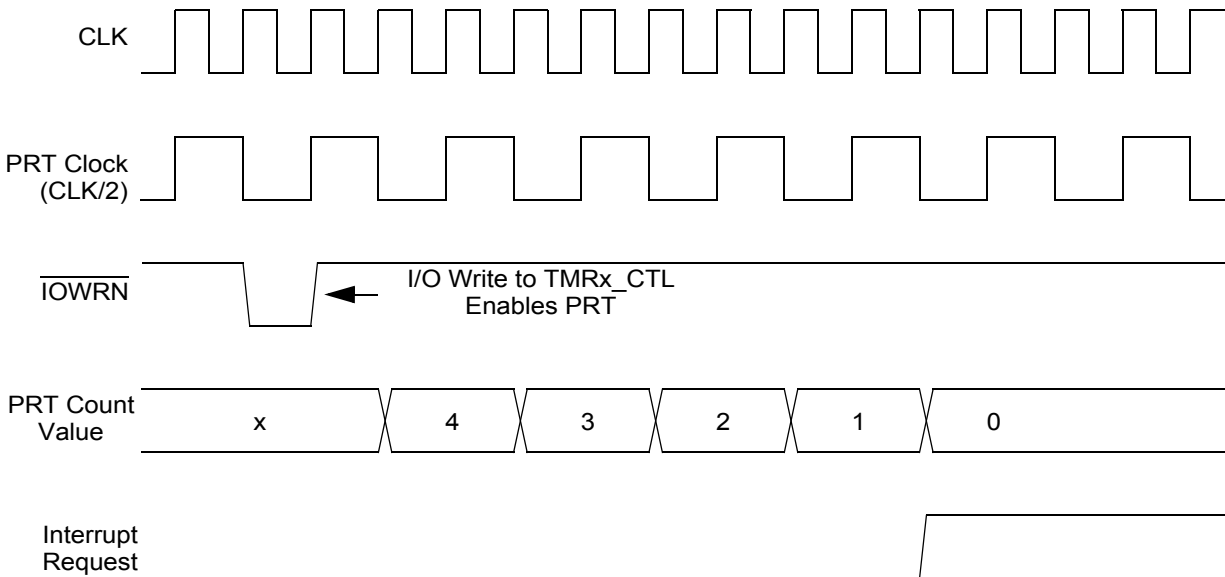 CLK
PRT Clock
(CLK/2)
IOWRN
I/O Write to TMRx_CTL
Enables PRT
PRT Count
Value
x
4
3
2
1
0
Interrupt
Request